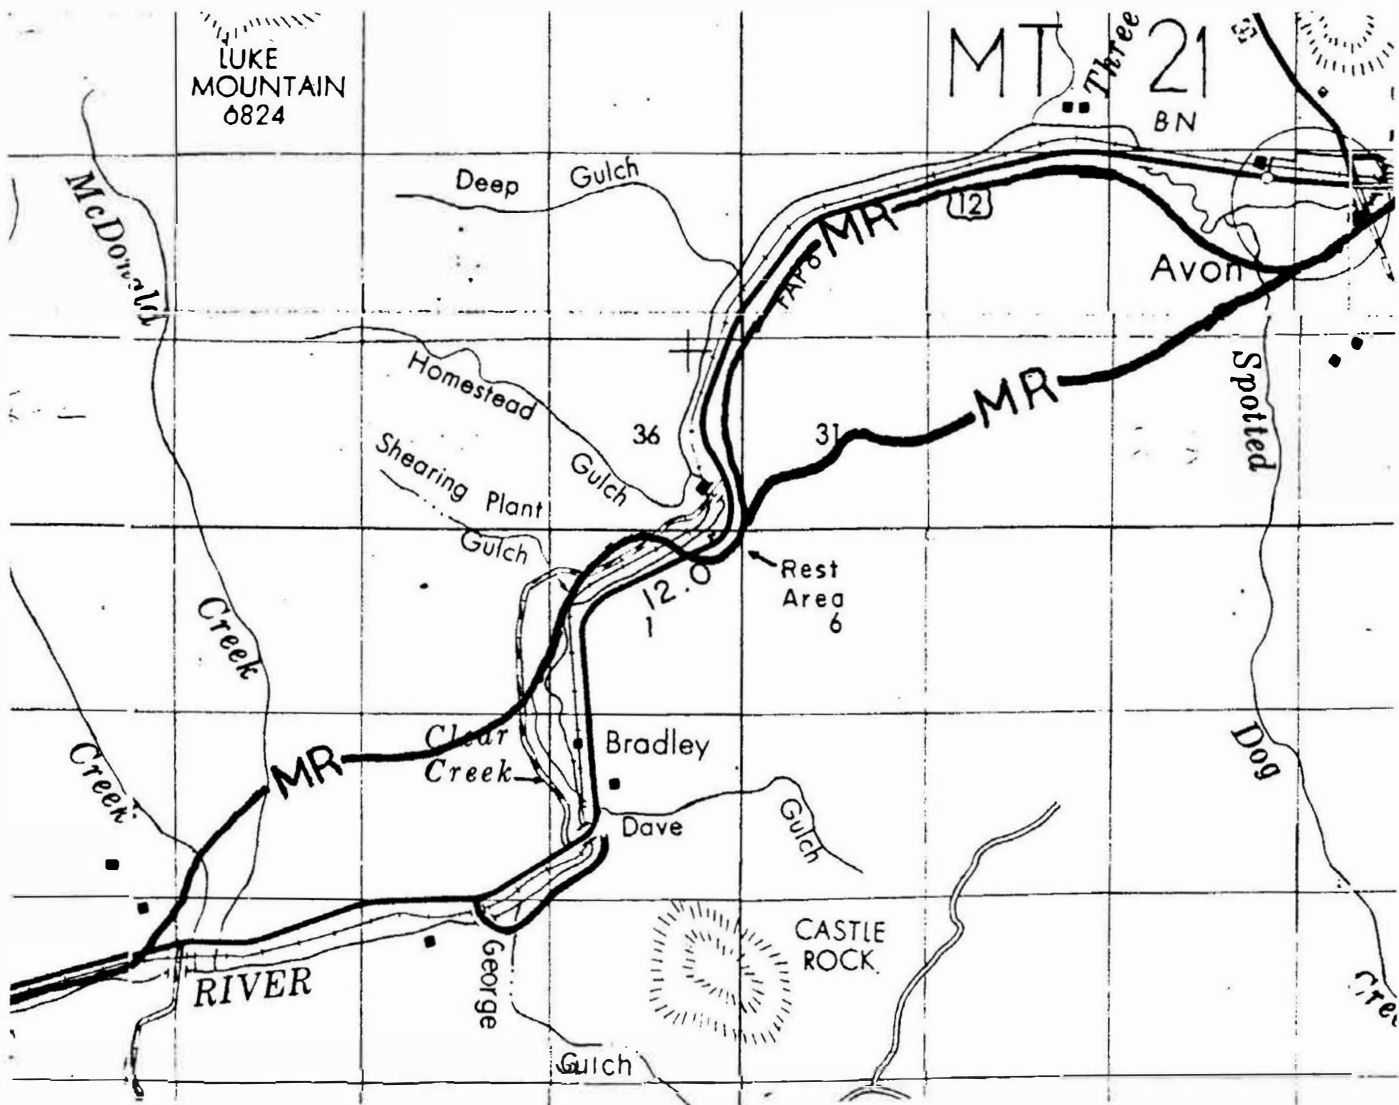 LUKE
MOUNTAIN
6824
MT 21
Three
BN
McDonald
Deep Gulch
MR
12
FAP6
Avon
Homestead
Gulch
36
31
MR
Spotted
Shearing Plant
Gulch
12.0
Rest
Area
1
6
Creek
Creek
MR
Clear
Creek
Bradley
Dave
Gulch
Dog
CASTLE
ROCK
RIVER
George
Gulch